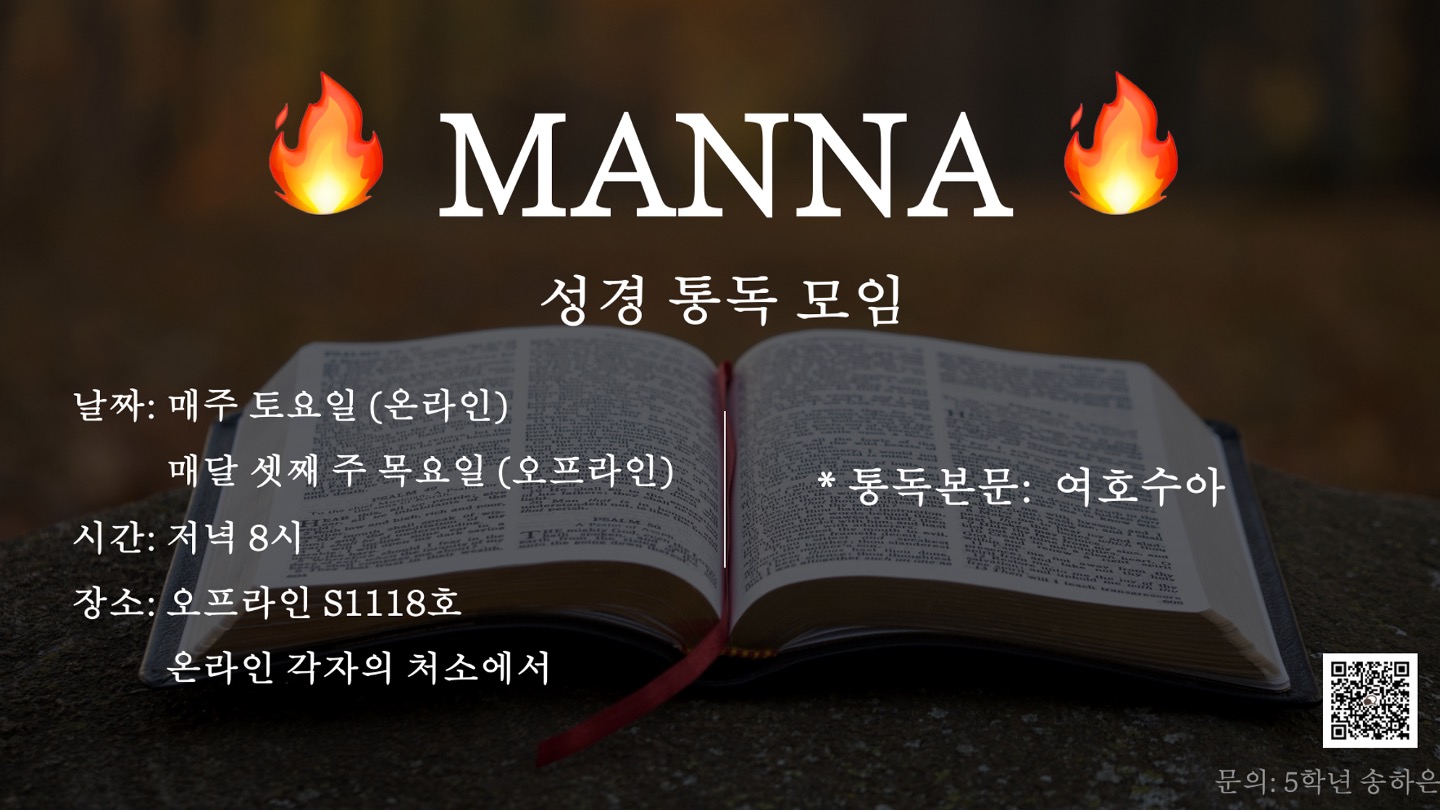 MANNA
성경 통독 모임
날짜: 매주 토요일 (온라인)
매달 셋째 주 목요일 (오프라인)
시간: 저녁 8시
장소: 오프라인 S1118호
온라인 각자의 처소에서
* 통독본문: 여호수아
문의: 5학년 송하은